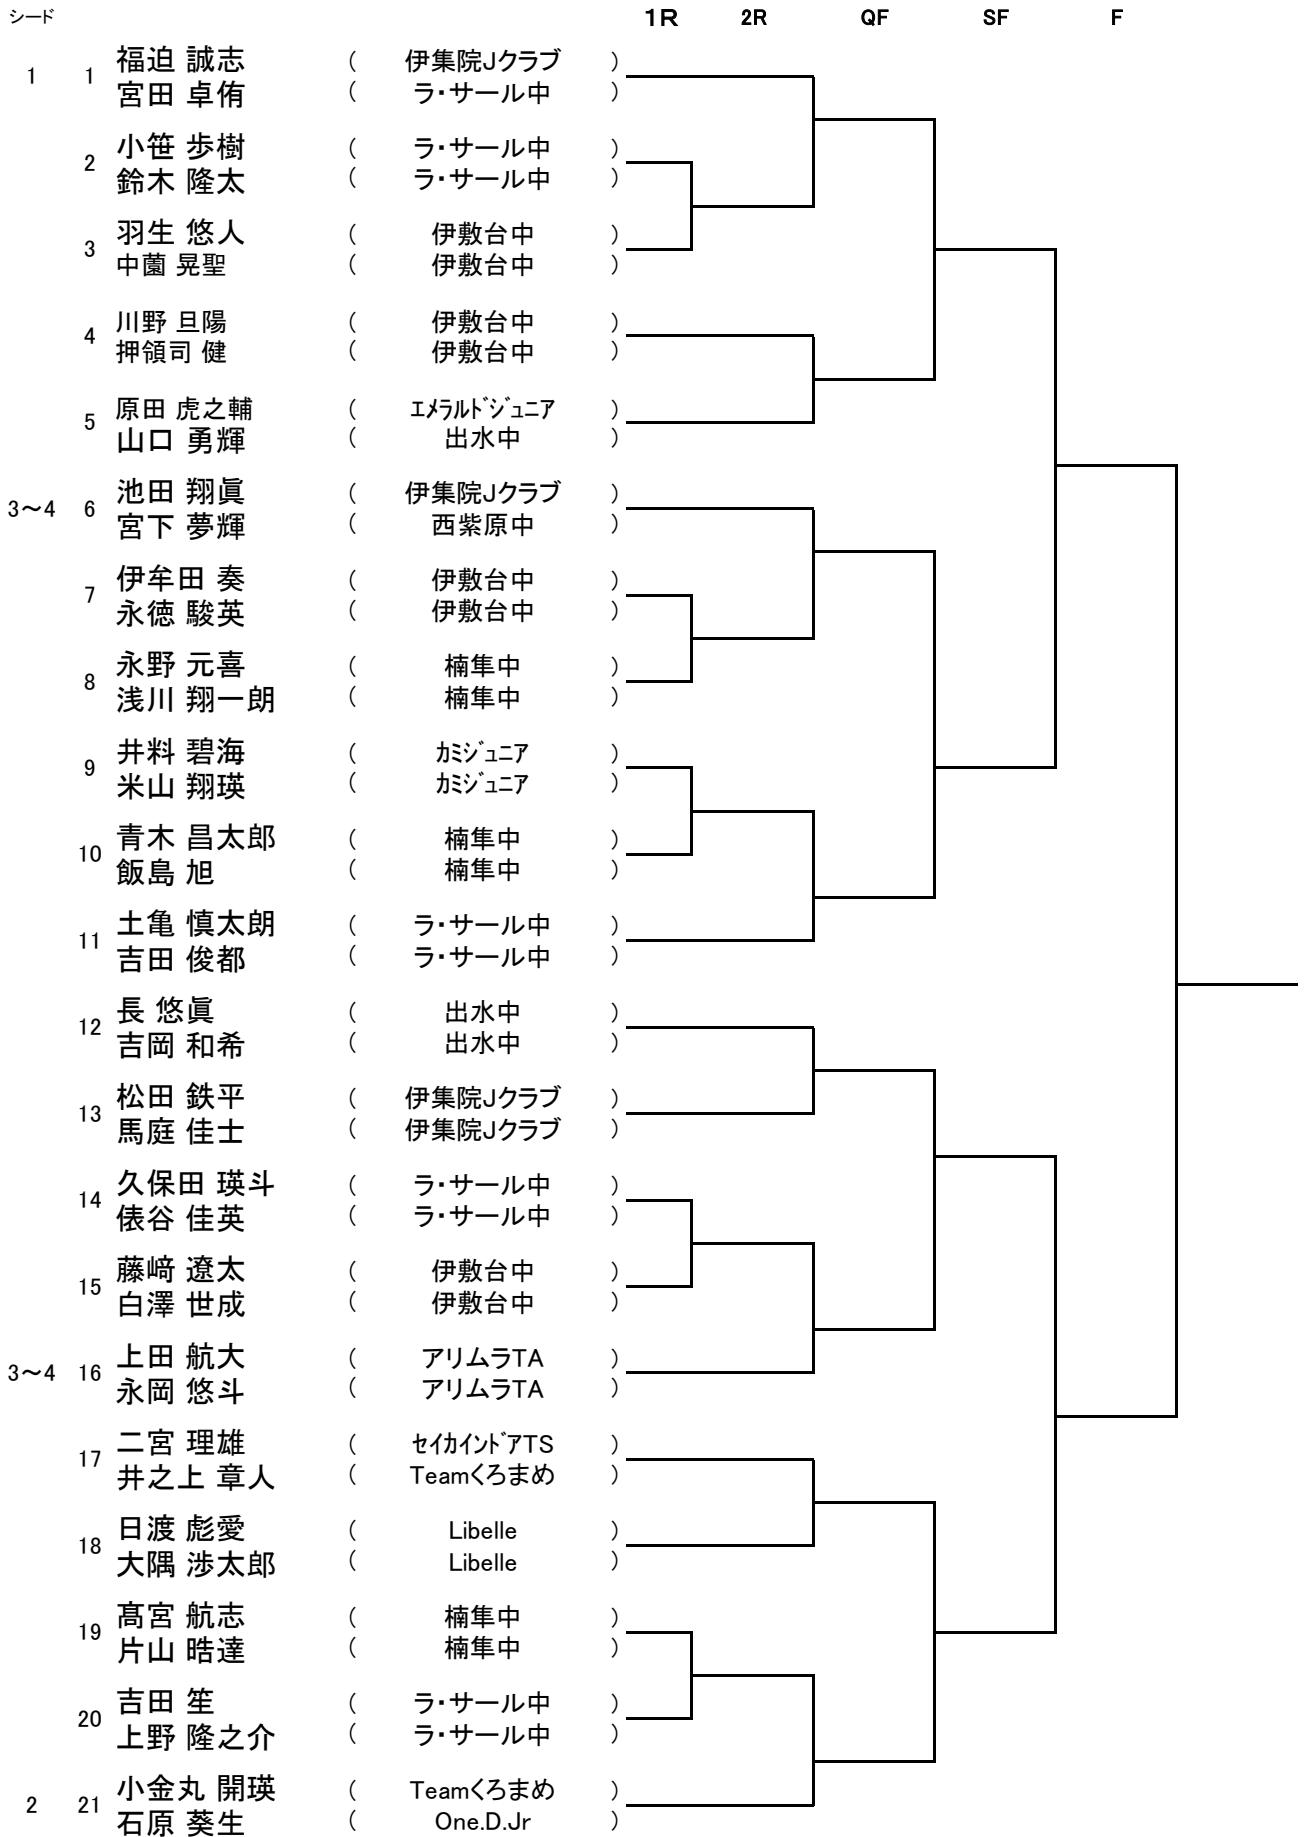 シード 1R 2R QF SF F
福迫 誠志 ( 伊集院Jクラブ )
1 1
宮田 卓侑 ( ラ・サール中 )
小笹 歩樹 ( ラ・サール中 )
2
鈴木 隆太 ( ラ・サール中 )
羽生 悠人 ( 伊敷台中 )
3
中薗 晃聖 ( 伊敷台中 )
川野 旦陽 ( 伊敷台中 )
4
押領司 健 ( 伊敷台中 )
原田 虎之輔 ( ｴﾒﾗﾙﾄﾞｼﾞｭﾆｱ )
5
山口 勇輝 ( 出水中 )
池田 翔眞 ( 伊集院Jクラブ )
3～4 6
宮下 夢輝 ( 西紫原中 )
伊牟田 奏 ( 伊敷台中 )
7
永徳 駿英 ( 伊敷台中 )
永野 元喜 ( 楠隼中 )
8
浅川 翔一朗 ( 楠隼中 )
井料 碧海 ( ｶﾐｼﾞｭﾆｱ )
9
米山 翔瑛 ( ｶﾐｼﾞｭﾆｱ )
青木 昌太郎 ( 楠隼中 )
10
飯島 旭 ( 楠隼中 )
土亀 慎太朗 ( ラ・サール中 )
11
吉田 俊都 ( ラ・サール中 )
長 悠眞 ( 出水中 )
12
吉岡 和希 ( 出水中 )
松田 鉄平 ( 伊集院Jクラブ )
13
馬庭 佳士 ( 伊集院Jクラブ )
久保田 瑛斗 ( ラ・サール中 )
14
俵谷 佳英 ( ラ・サール中 )
藤﨑 遼太 ( 伊敷台中 )
15
白澤 世成 ( 伊敷台中 )
上田 航大 ( アリムラTA )
3～4 16
永岡 悠斗 ( アリムラTA )
二宮 理雄 ( ｾｲｶｲﾝﾄﾞｱTS )
17
井之上 章人 ( Teamくろまめ )
日渡 彪愛 ( Libelle )
18
大隅 渉太郎 ( Libelle )
髙宮 航志 ( 楠隼中 )
19
片山 晧達 ( 楠隼中 )
吉田 笙 ( ラ・サール中 )
20
上野 隆之介 ( ラ・サール中 )
小金丸 開瑛 ( Teamくろまめ )
2 21
石原 葵生 ( One.D.Jr )